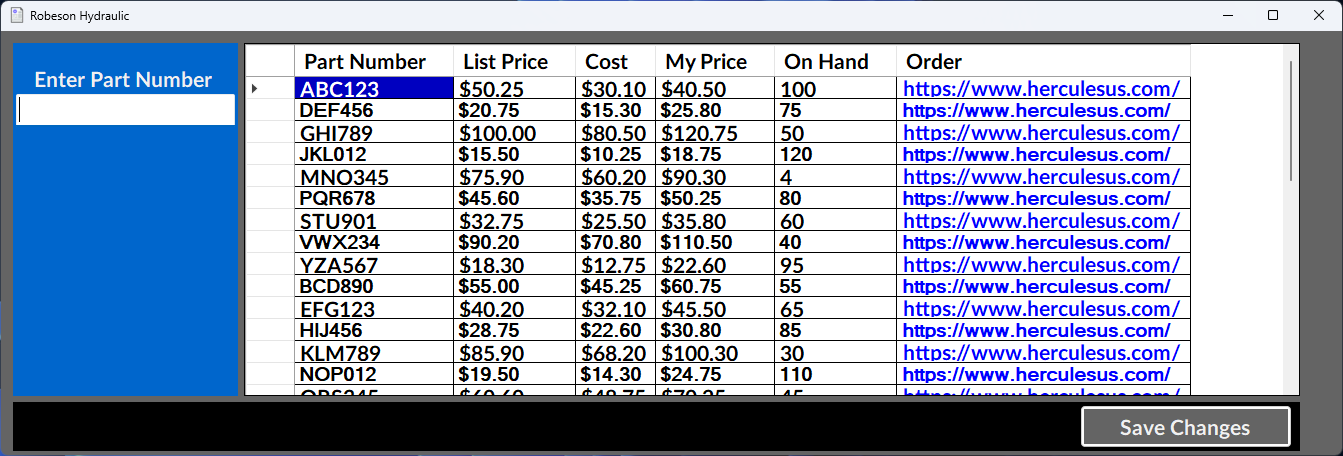 Robeson Hydraulic
Enter Part Number
Part Number List Price Cost My Price On Hand Order
ABC123 $50.25 $30.10 $40.50 100 https://www.herculesus.com/
DEF456 $20.75 $15.30 $25.80 75 https://www.herculesus.com/
GHI789 $100.00 $80.50 $120.75 50 https://www.herculesus.com/
JKL012 $15.50 $10.25 $18.75 120 https://www.herculesus.com/
MNO345 $75.90 $60.20 $90.30 4 https://www.herculesus.com/
PQR678 $45.60 $35.75 $50.25 80 https://www.herculesus.com/
STU901 $32.75 $25.50 $35.80 60 https://www.herculesus.com/
VWX234 $90.20 $70.80 $110.50 40 https://www.herculesus.com/
YZA567 $18.30 $12.75 $22.60 95 https://www.herculesus.com/
BCD890 $55.00 $45.25 $60.75 55 https://www.herculesus.com/
EFG123 $40.20 $32.10 $45.50 65 https://www.herculesus.com/
HIJ456 $28.75 $22.60 $30.80 85 https://www.herculesus.com/
KLM789 $85.90 $68.20 $100.30 30 https://www.herculesus.com/
NOP012 $19.50 $14.30 $24.75 110 https://www.herculesus.com/
https://www.herculesus.com/
Save Changes